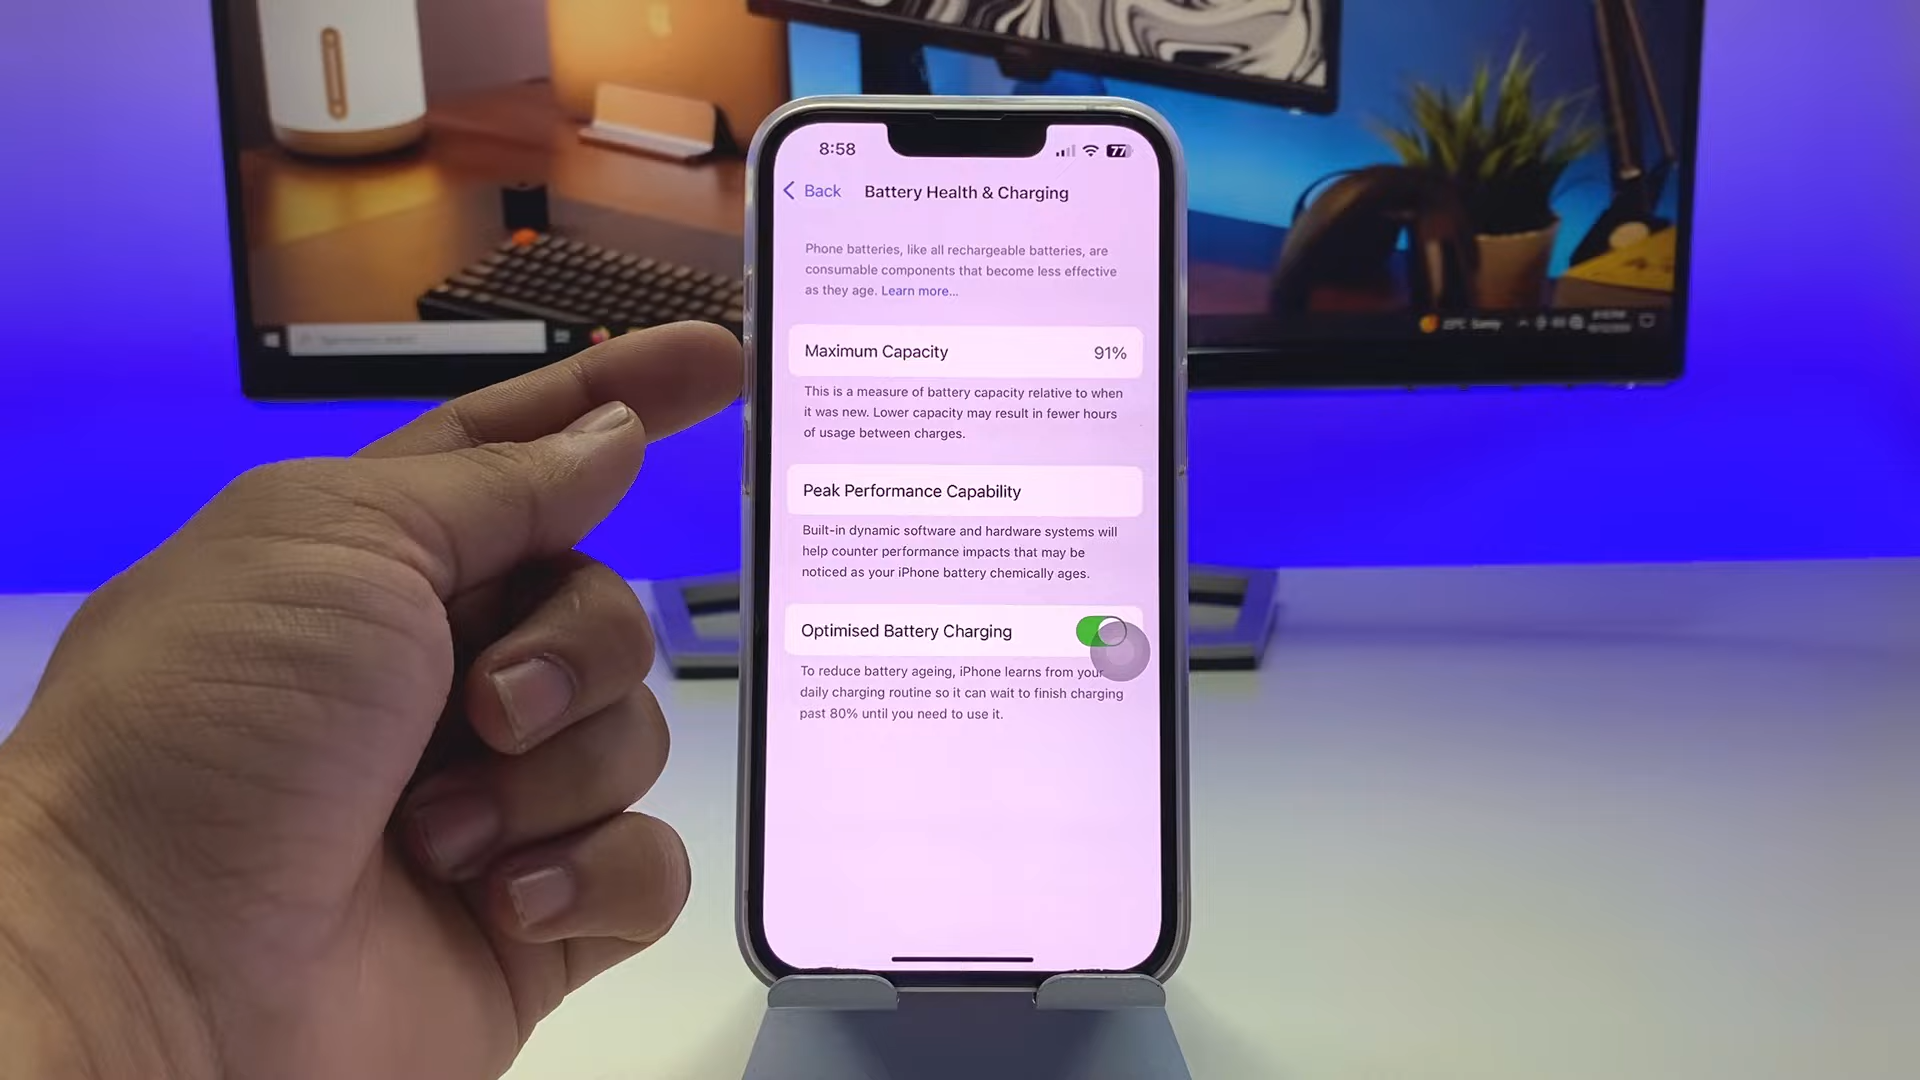 8:58
77
Back
Battery Health & Charging
Phone batteries, like all rechargeable batteries, are
consumable components that become less effective
as they age. Learn more...
Maximum Capacity 91%
This is a measure of battery capacity relative to when
it was new. Lower capacity may result in fewer hours
of usage between charges.
Peak Performance Capability
Built-in dynamic software and hardware systems will
help counter performance impacts that may be
noticed as your iPhone battery chemically ages.
Optimised Battery Charging
To reduce battery ageing, iPhone learns from your
daily charging routine so it can wait to finish charging
past 80% until you need to use it.
Sunny